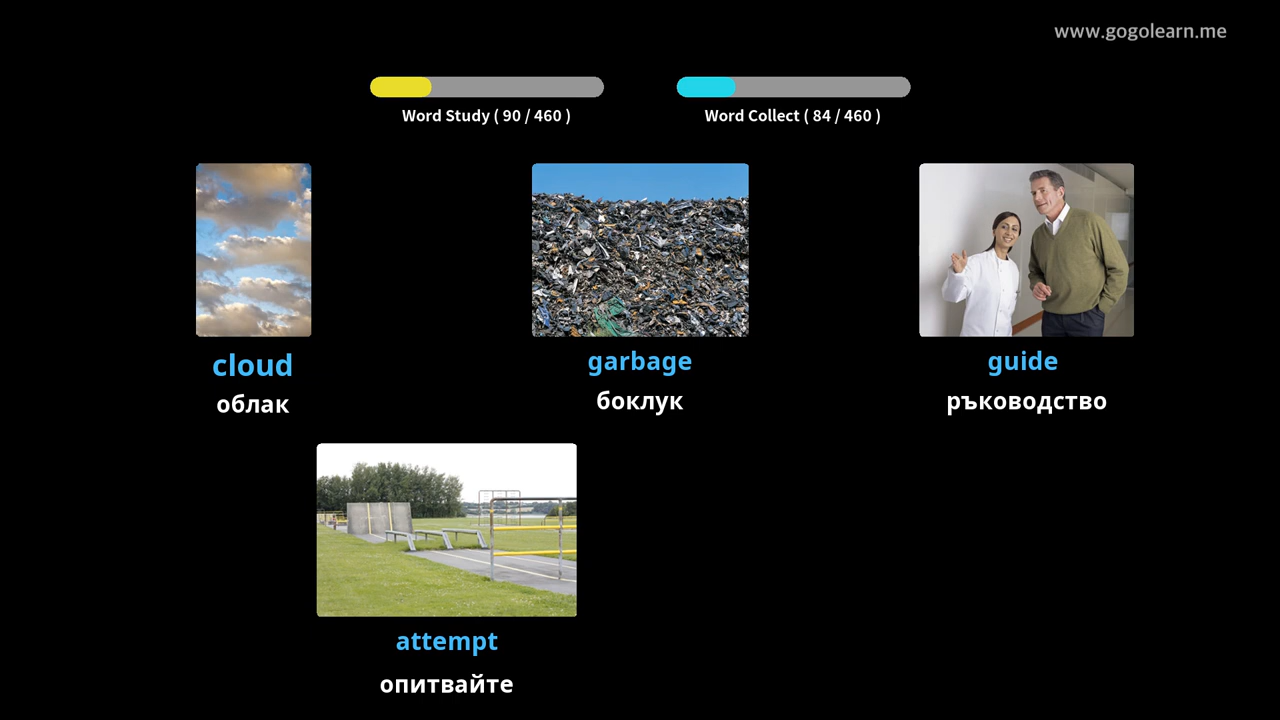 www.gogolearn.me
Word Study ( 90 / 460 )
Word Collect ( 84 / 460 )
cloud
облак
garbage
боклук
guide
ръководство
attempt
опитвайте